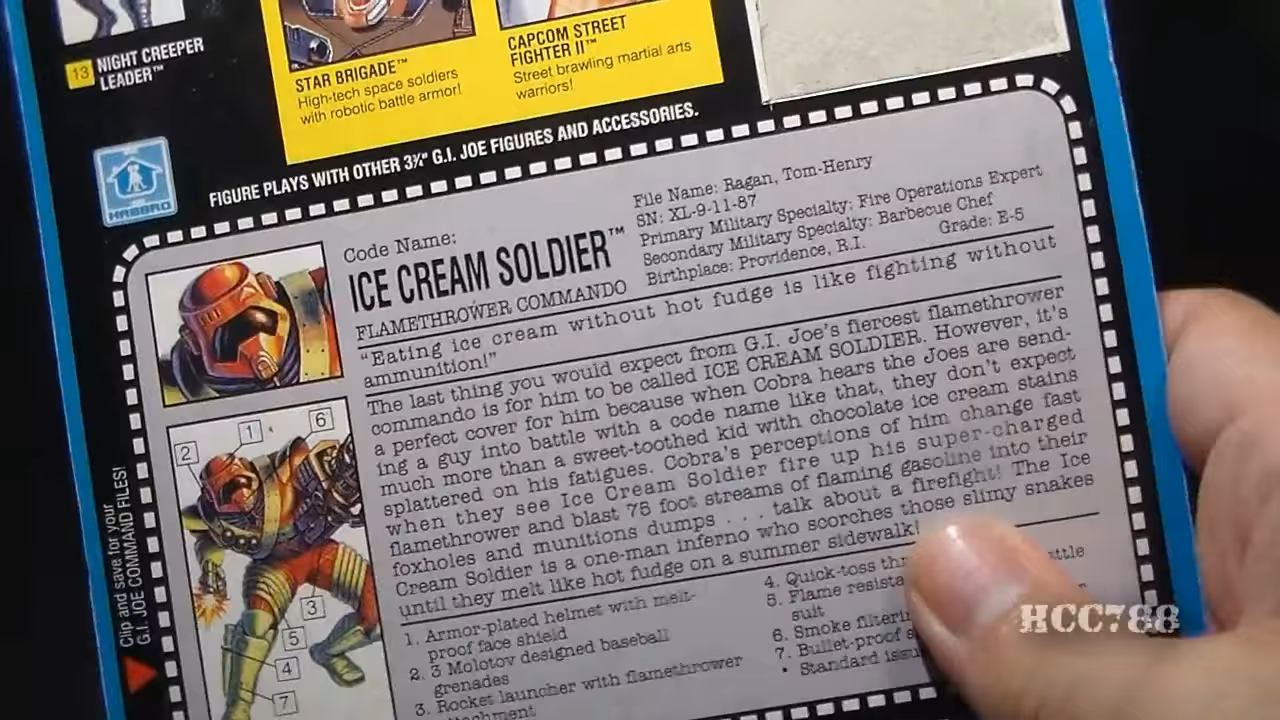 13 NIGHT CREEPER
LEADER™
STAR BRIGADE™
High-tech space soldiers
with robotic battle armor!
CAPCOM STREET
FIGHTER II™
Street brawling martial arts
warriors!
HASBRO
FIGURE PLAYS WITH OTHER 3¾" G.I. JOE FIGURES AND ACCESSORIES.
Code Name:
ICE CREAM SOLDIER™
FLAMETHROWER COMMANDO
File Name: Ragan, Tom-Henry
SN: XL-9-11-87
Primary Military Specialty: Fire Operations Expert
Secondary Military Specialty: Barbecue Chef
Birthplace: Providence, R.I. Grade: E-5
"Eating ice cream without hot fudge is like fighting without
ammunition!"
The last thing you would expect from G.I. Joe's fiercest flamethrower
commando is for him to be called ICE CREAM SOLDIER. However, it's
a perfect cover for him because when Cobra hears the Joes are send-
ing a guy into battle with a code name like that, they don't expect
much more than a sweet-toothed kid with chocolate ice cream stains
splattered on his fatigues. Cobra's perceptions of him change fast
when they see Ice Cream Soldier fire up his super-charged
flamethrower and blast 75 foot streams of flaming gasoline into their
foxholes and munitions dumps . . . talk about a firefight! The Ice
Cream Soldier is a one-man inferno who scorches those slimy snakes
until they melt like hot fudge on a summer sidewalk!
1
6
2
3
5
4
7
Clip and save for your
G.I. JOE COMMAND FILES!
1. Armor-plated helmet with melt-
proof face shield
2. 3 Molotov designed baseball
grenades
3. Rocket launcher with flamethrower
4. Quick-toss
5. Flame
suit
6. Smoke
7. Bullet-proof
• Standard
HCC788